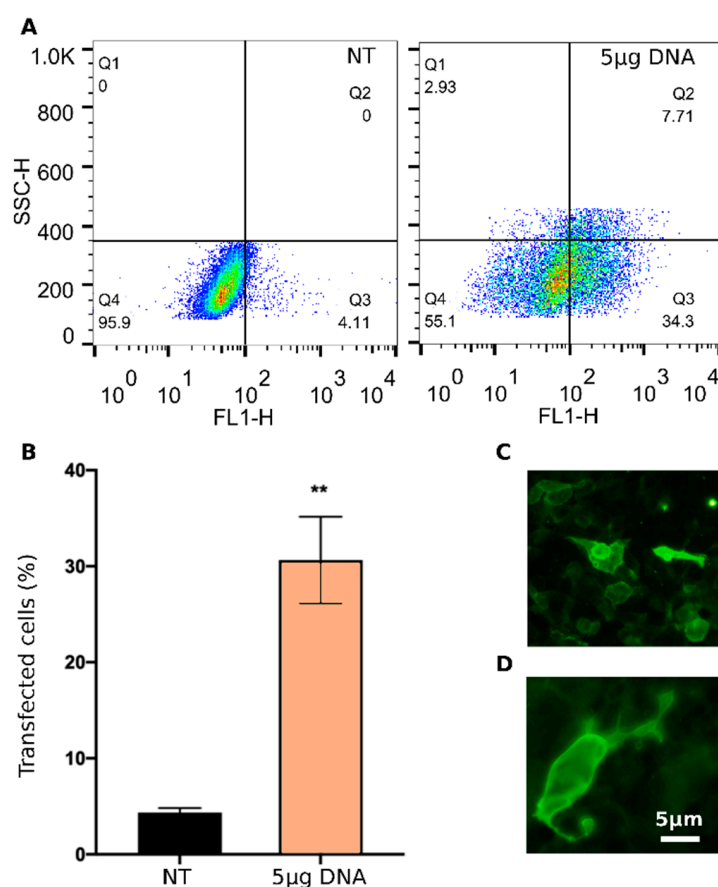 A
NT
5μg DNA
SSC-H
1.0K
800
600
400
200
0
Q1
0
Q2
0
Q4
95.9
Q3
4.11
10^0 10^1 10^2 10^3 10^4
FL1-H
Q1
2.93
Q2
7.71
Q4
55.1
Q3
34.3
10^0 10^1 10^2 10^3 10^4
FL1-H
B
Transfected cells (%)
40
30
20
10
0
**
NT
5μg DNA
C
D
5μm